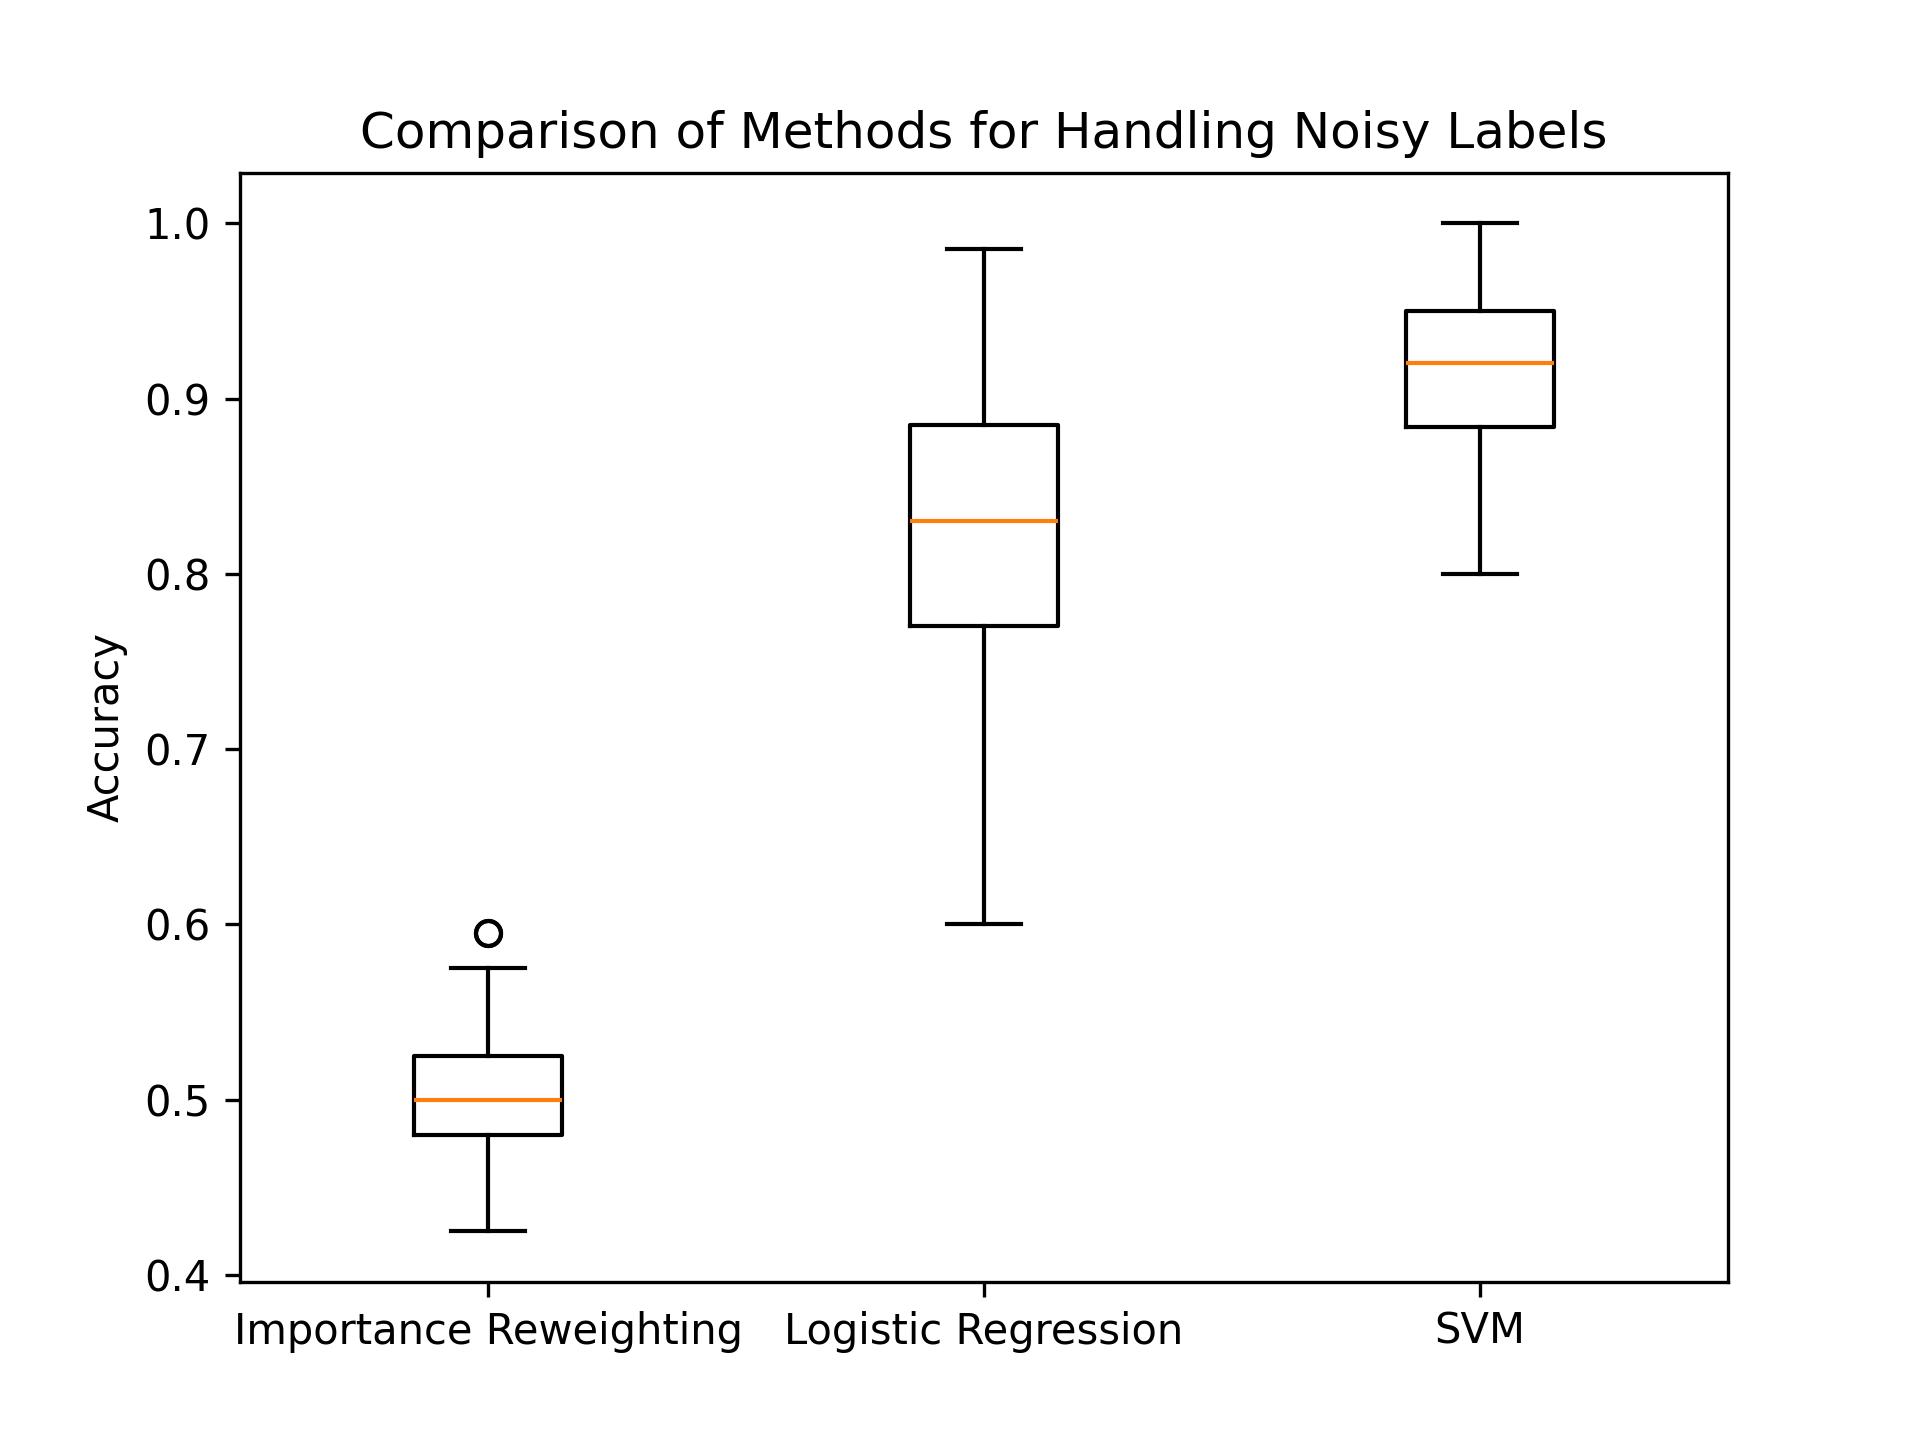 Comparison of Methods for Handling Noisy Labels
1.0
0.9
0.8
0.7
0.6
0.5
0.4
Accuracy
Importance Reweighting
Logistic Regression
SVM